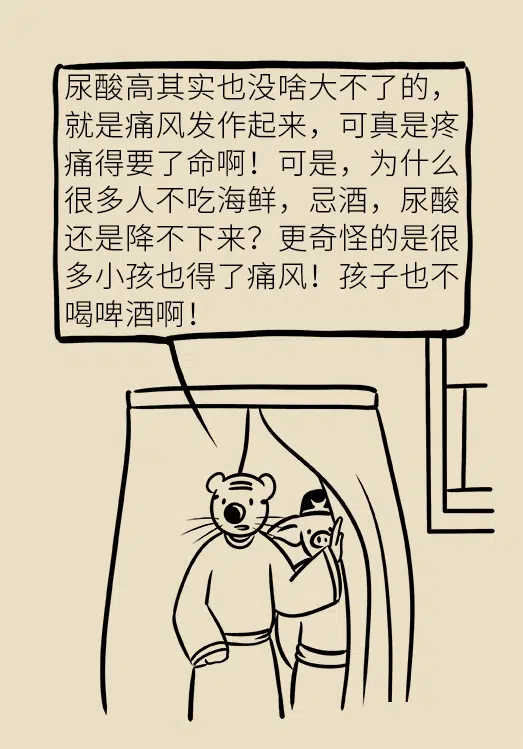 尿酸高其实也没啥大不了的，
就是痛风发作起来，可真是疼
痛得要了命啊！可是，为什么
很多人不吃海鲜，忌酒，尿酸
还是降不下来？更奇怪的是很
多小孩也得了痛风！孩子也不
喝啤酒啊！